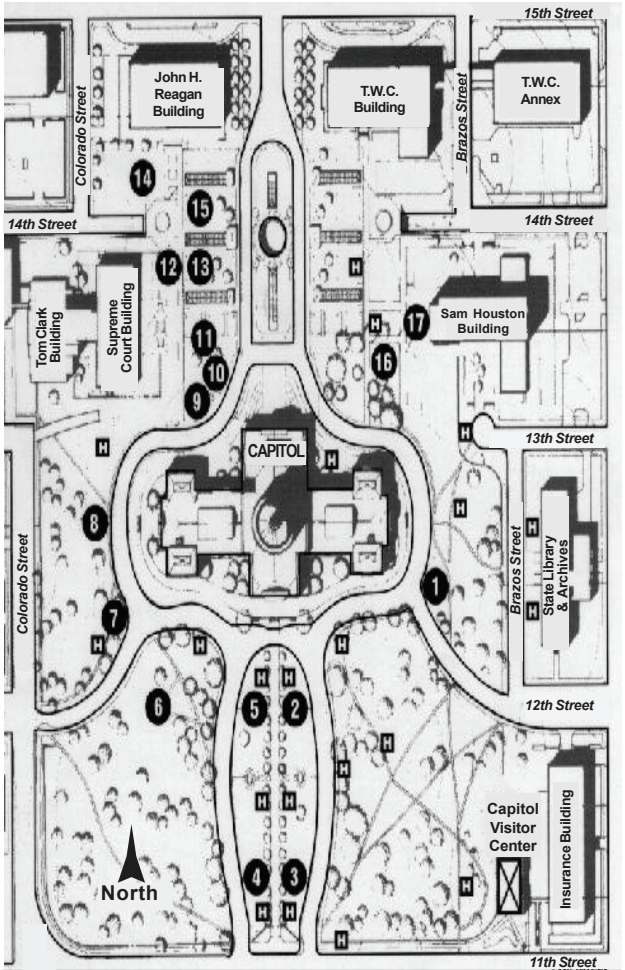 15th Street
John H.
Reagan
Building
T.W.C.
Building
T.W.C.
Annex
Colorado Street
Brazos Street
14
15
14th Street
14th Street
12
13
H
Tom Clark
Building
Supreme
Court Building
11
H
17
Sam Houston
Building
10
16
9
H
13th Street
H
CAPITOL
H
H
8
H
Colorado Street
Brazos Street
State Library
& Archives
1
H
7
H
H
H
6
5
H
H
2
12th Street
H
H
H
H
Capitol
Visitor
Center
Insurance Building
North
4
3
H
H
H
H
11th Street